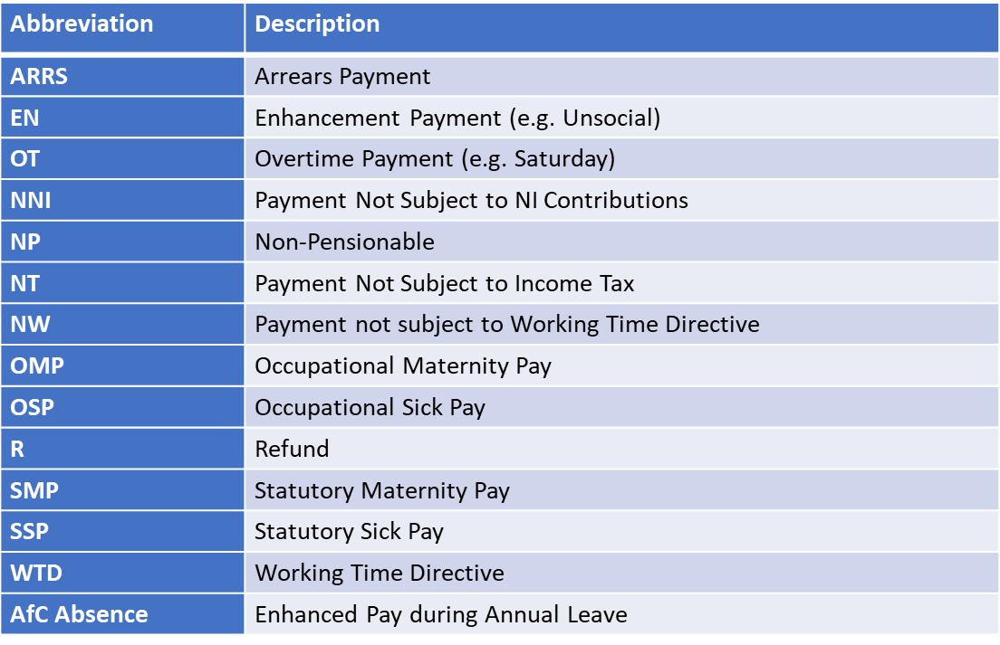 Abbreviation Description
ARRS Arrears Payment
EN Enhancement Payment (e.g. Unsocial)
OT Overtime Payment (e.g. Saturday)
NNI Payment Not Subject to NI Contributions
NP Non-Pensionable
NT Payment Not Subject to Income Tax
NW Payment not subject to Working Time Directive
OMP Occupational Maternity Pay
OSP Occupational Sick Pay
R Refund
SMP Statutory Maternity Pay
SSP Statutory Sick Pay
WTD Working Time Directive
AfC Absence Enhanced Pay during Annual Leave